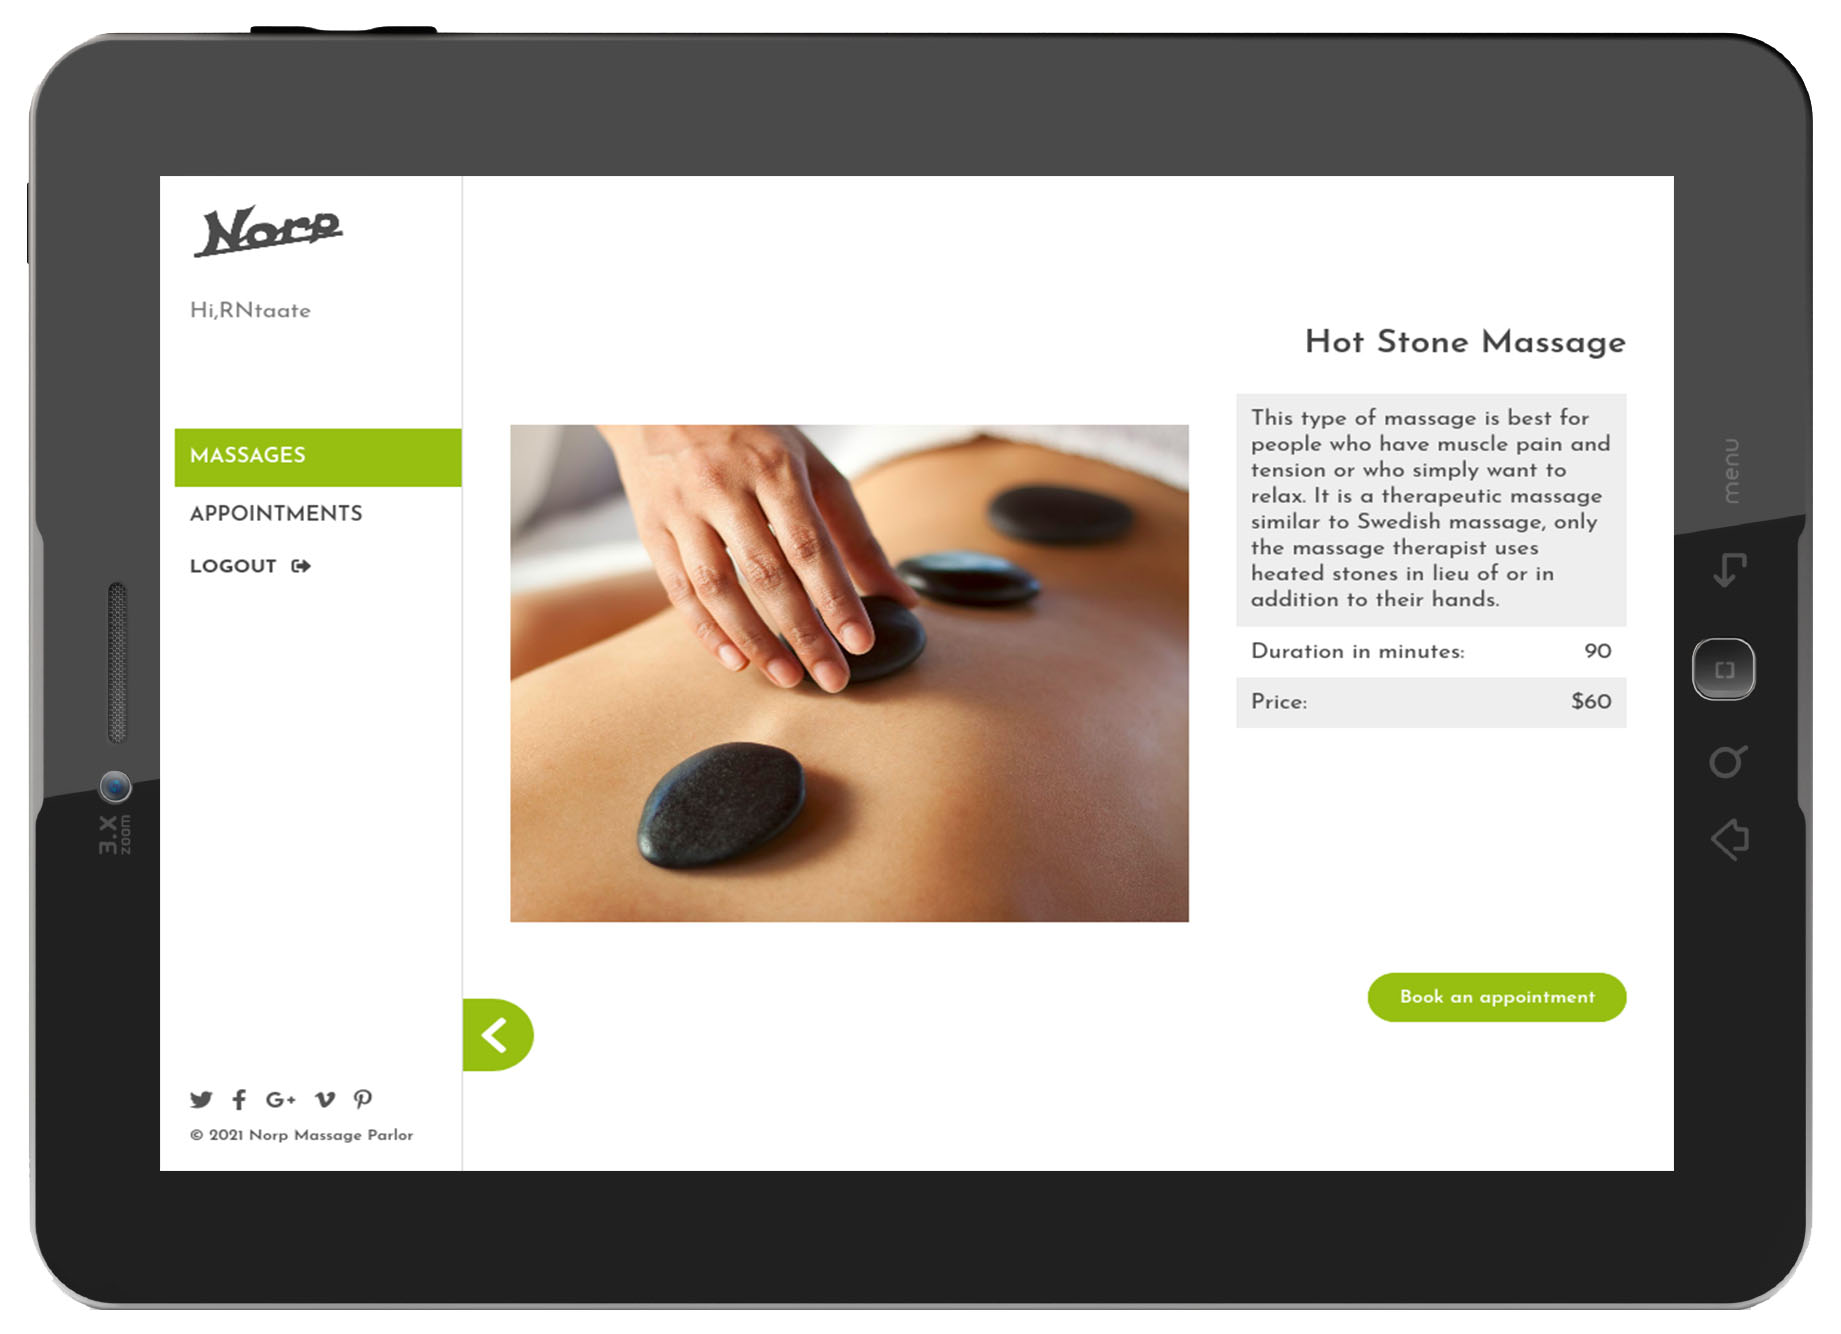 Norp
Hi,RNtaate
MASSAGES
APPOINTMENTS
LOGOUT
© 2021 Norp Massage Parlor
Hot Stone Massage
This type of massage is best for
people who have muscle pain and
tension or who simply want to
relax. It is a therapeutic massage
similar to Swedish massage, only
the massage therapist uses
heated stones in lieu of or in
addition to their hands.
Duration in minutes: 90
Price: $60
Book an appointment
menu
3.X
zoom